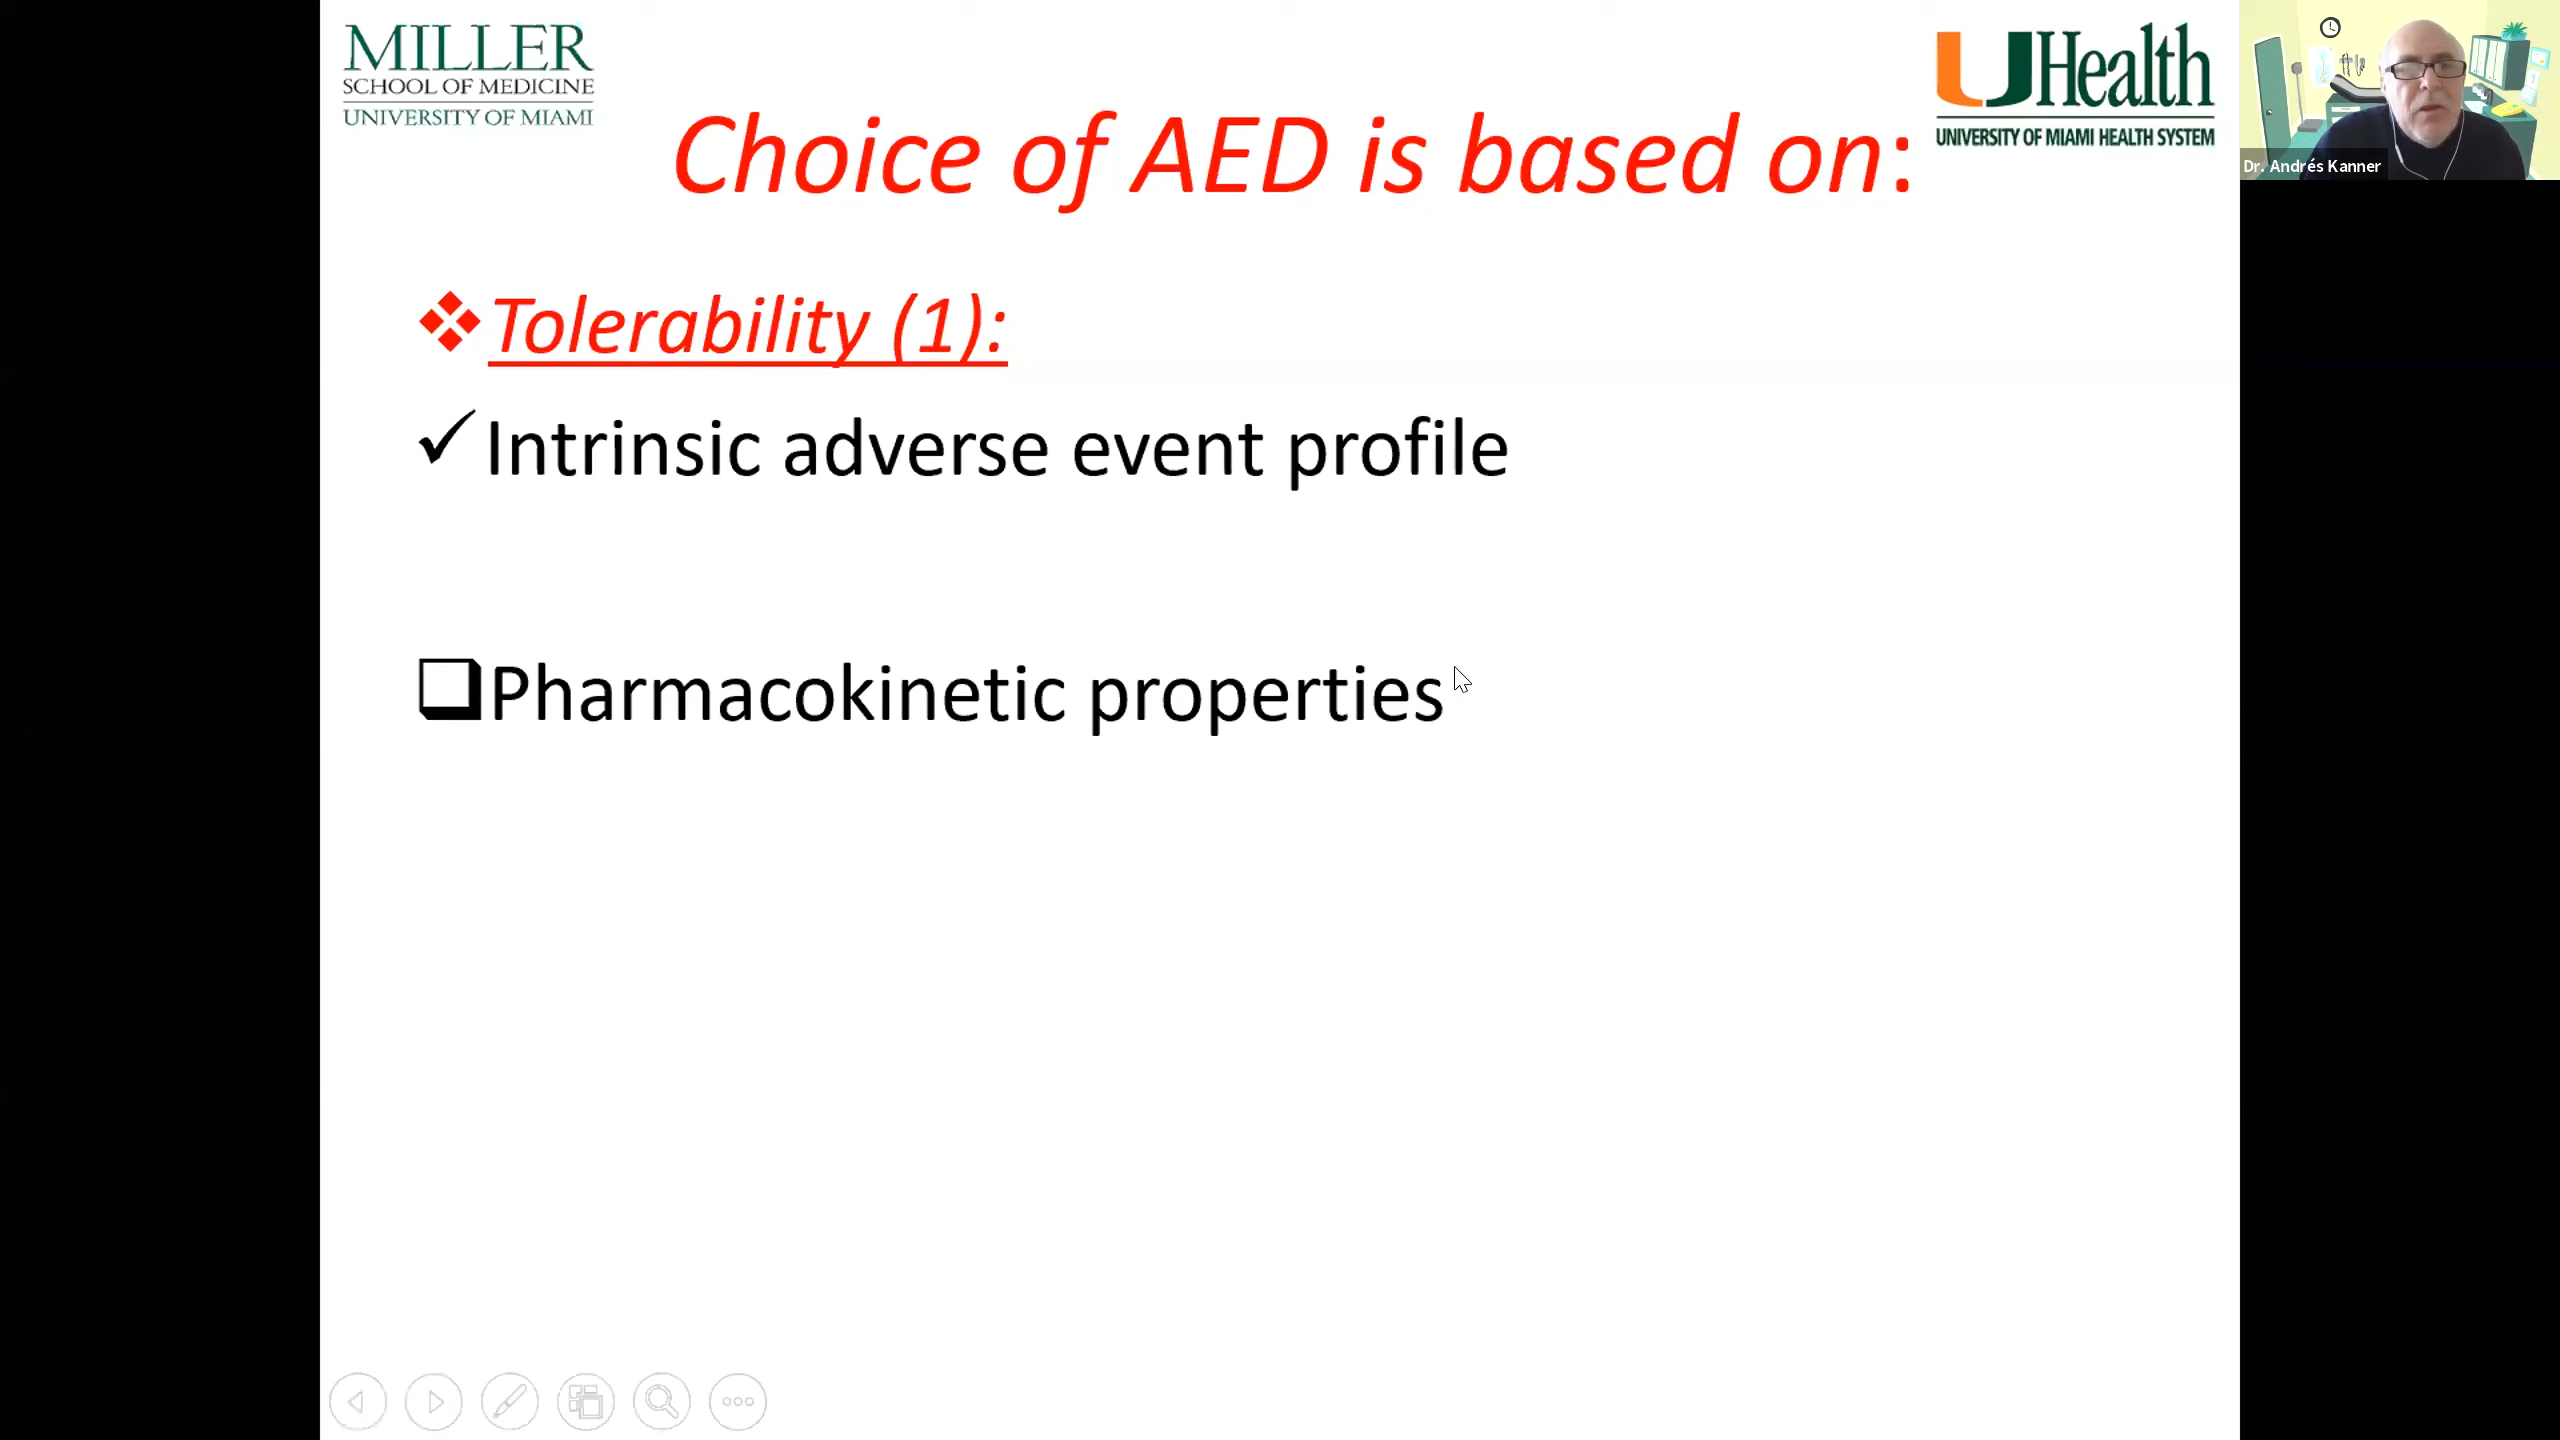 MILLER
SCHOOL OF MEDICINE
UNIVERSITY OF MIAMI
UHealth
UNIVERSITY OF MIAMI HEALTH SYSTEM
Dr. Andrés Kanner
Choice of AED is based on:
Tolerability (1):
Intrinsic adverse event profile
Pharmacokinetic properties